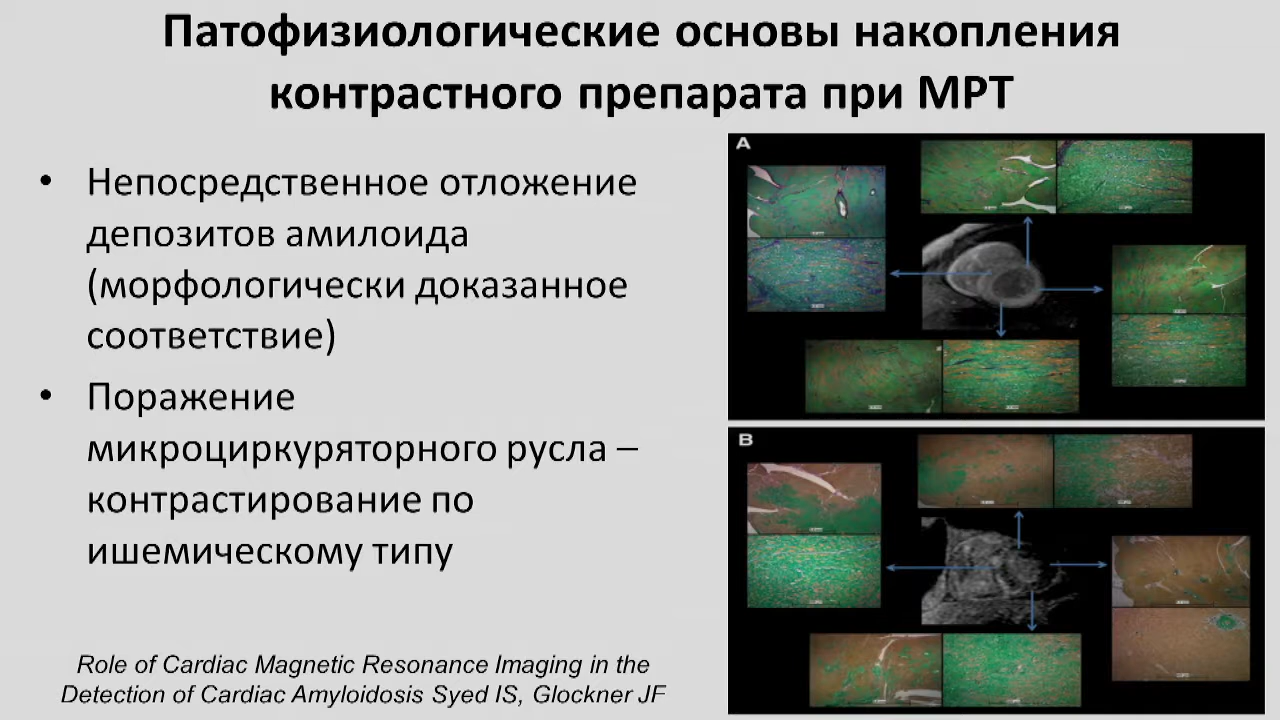 Патофизиологические основы накопления
контрастного препарата при МРТ
• Непосредственное отложение
депозитов амилоида
(морфологически доказанное
соответствие)
• Поражение
микроциркуряторного русла –
контрастирование по
ишемическому типу
Role of Cardiac Magnetic Resonance Imaging in the
Detection of Cardiac Amyloidosis Syed IS, Glockner JF
A
B